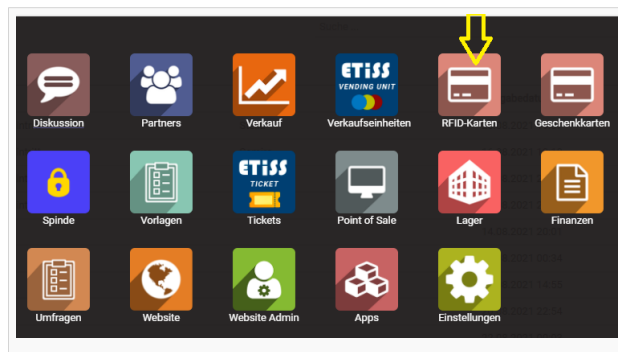 Diskussion
Partners
Verkauf
ETISS
VENDING UNIT
Verkaufseinheiten
RFID-Karten
Geschenkkarten
Spinde
Vorlagen
ETISS
TICKET
Tickets
Point of Sale
Lager
Finanzen
Umfragen
Website
Website Admin
Apps
Einstellungen